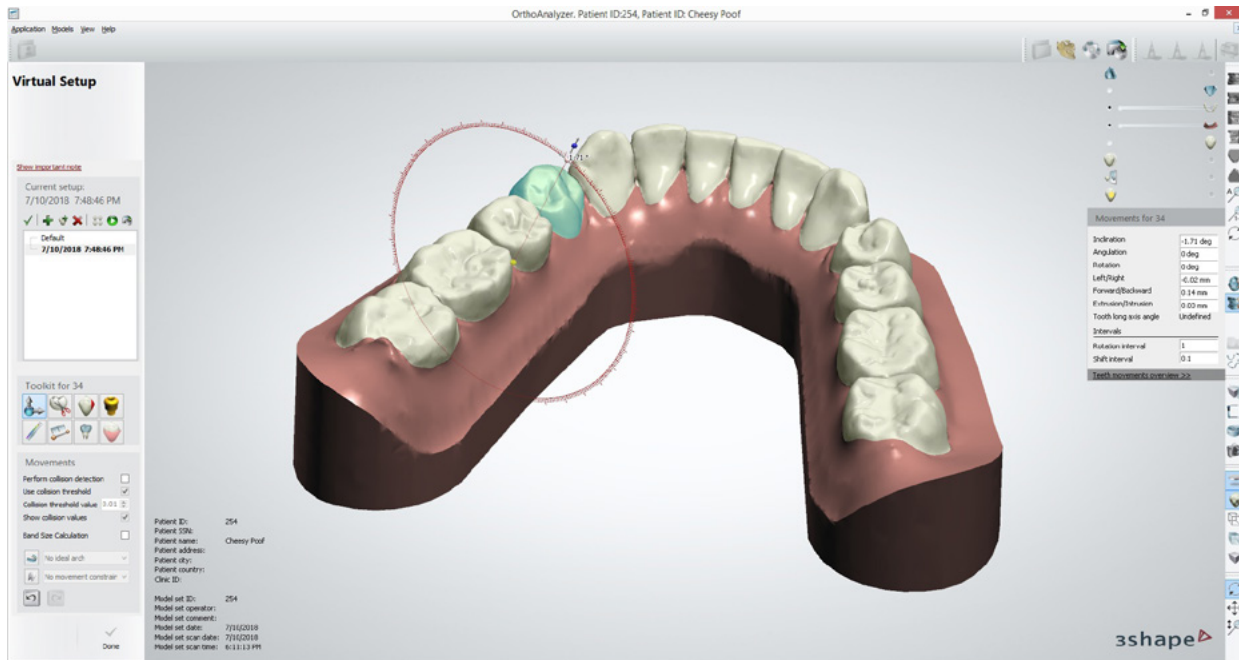 OrthoAnalyzer. Patient ID:254, Patient ID: Cheesy Poof
Application Models View Help
Virtual Setup
Show important note
Current setup:
7/10/2018 7:48:46 PM
Default
7/10/2018 7:48:46 PM
Toolkit for 34
Movements
Perform collision detection
Use collision threshold
Collision threshold value 0.01
Show collision values
Band Size Calculation
No ideal arch
No movement constrain
Done
Patient ID: 254
Patient SSN:
Patient name: Cheesy Poof
Patient address:
Patient city:
Patient country:
Clinic ID:
Model set ID: 254
Model set operator:
Model set comment:
Model set date: 7/10/2018
Model set scan date: 7/10/2018
Model set scan time: 6:11:13 PM
-1.71 °
Movements for 34
Inclination -1.71 deg
Angulation 0 deg
Rotation 0 deg
Left/Right -0.02 mm
Forward/Backward 0.14 mm
Extrusion/Intrusion 0.00 mm
Tooth long axis angle Undefined
Intervals
Rotation interval 1
Shift interval 0.1
Teeth movements overview >>
3shape